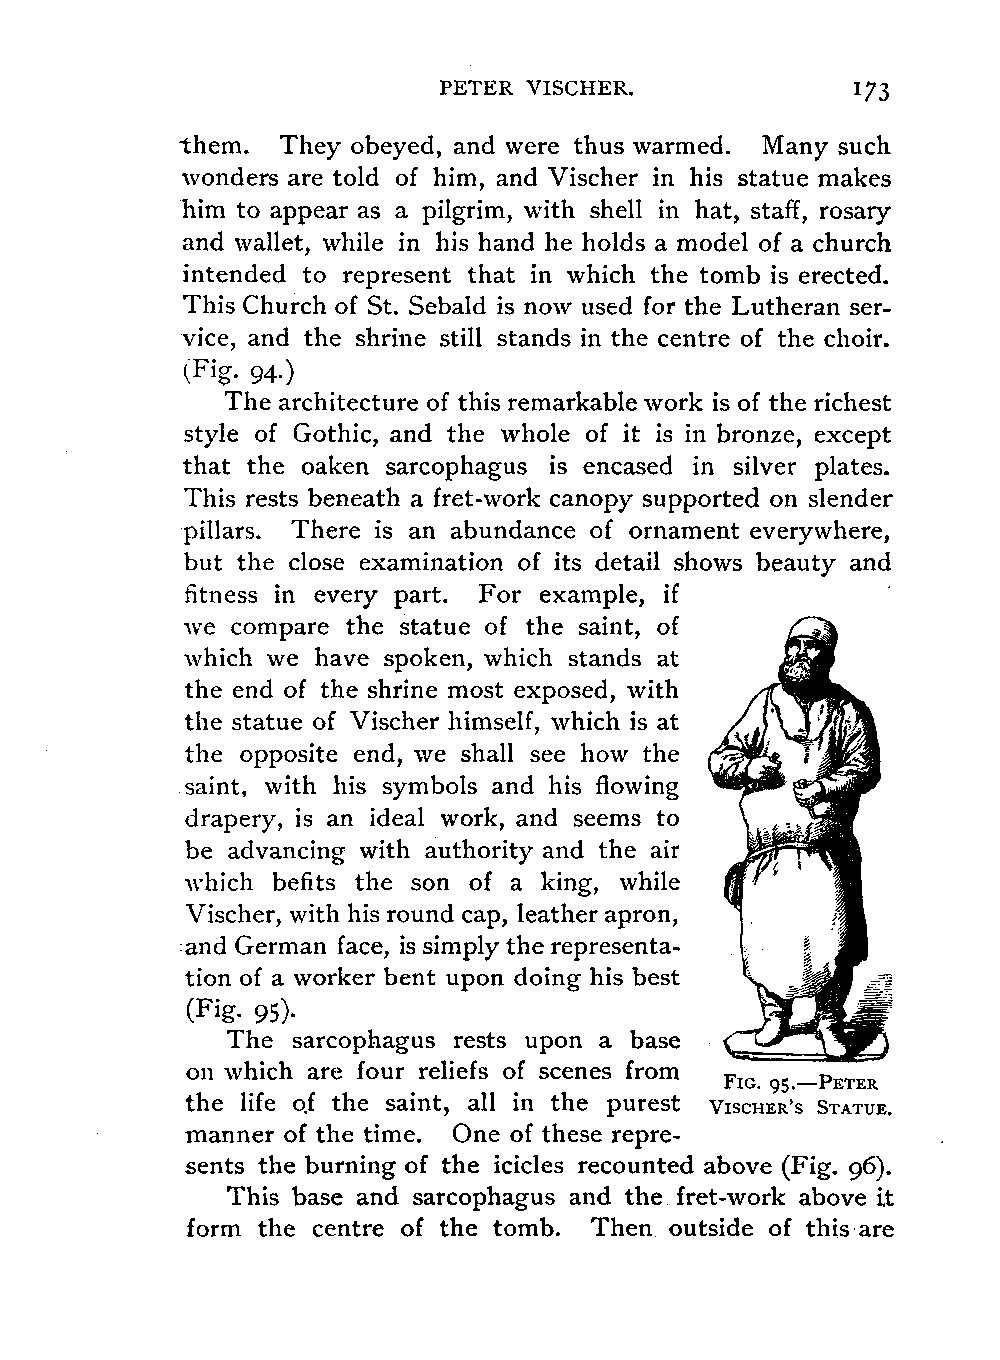 PETER VISCHER. 173
them. They obeyed, and were thus warmed. Many such
wonders are told of him, and Vischer in his statue makes
him to appear as a pilgrim, with shell in hat, staff, rosary
and wallet, while in his hand he holds a model of a church
intended to represent that in which the tomb is erected.
This Church of St. Sebald is now used for the Lutheran ser-
vice, and the shrine still stands in the centre of the choir.
(Fig. 94.)
The architecture of this remarkable work is of the richest
style of Gothic, and the whole of it is in bronze, except
that the oaken sarcophagus is encased in silver plates.
This rests beneath a fret-work canopy supported on slender
pillars. There is an abundance of ornament everywhere,
but the close examination of its detail shows beauty and
fitness in every part. For example, if
we compare the statue of the saint, of
which we have spoken, which stands at
the end of the shrine most exposed, with
the statue of Vischer himself, which is at
the opposite end, we shall see how the
saint, with his symbols and his flowing
drapery, is an ideal work, and seems to
be advancing with authority and the air
which befits the son of a king, while
Vischer, with his round cap, leather apron,
and German face, is simply the representa-
tion of a worker bent upon doing his best
(Fig. 95).
The sarcophagus rests upon a base
on which are four reliefs of scenes from
the life of the saint, all in the purest
manner of the time. One of these repre-
sents the burning of the icicles recounted above (Fig. 96).
This base and sarcophagus and the fret-work above it
form the centre of the tomb. Then outside of this are
FIG. 95.—PETER
VISCHER'S STATUE.